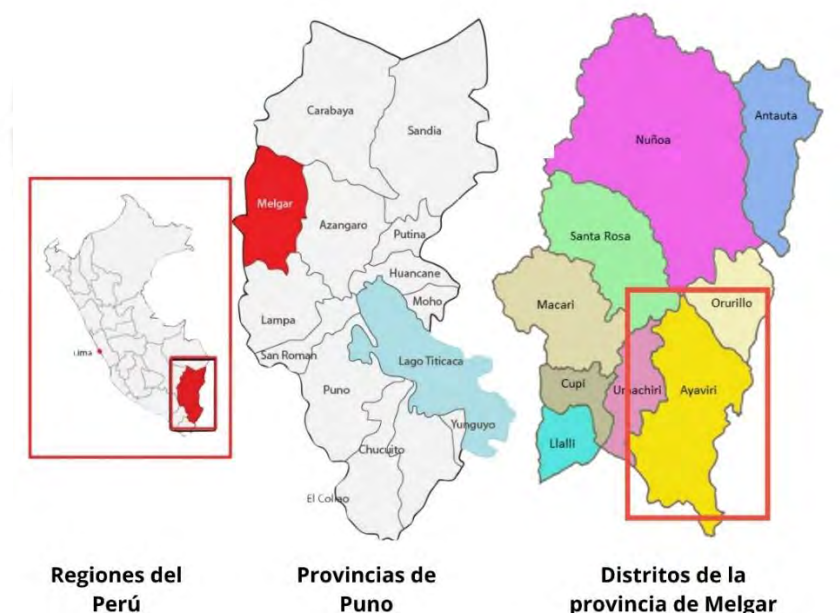 Carabaya
Sandia
Melgar
Azangaro
Putina
Huancane
Moho
Lampa
San Roman
Lago Titicaca
Puno
Yunguyo
Chucuito
Lima
Nuñoa
Antauta
Santa Rosa
Macari
Orurillo
Cupi
Umachiri
Ayaviri
Llalli
Regiones del
Perú
Provincias de
Puno
Distritos de la
provincia de Melgar